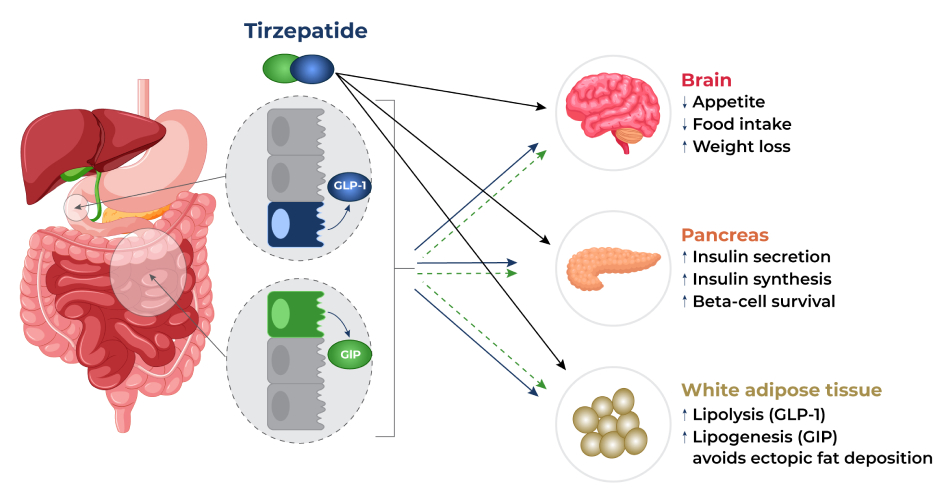 Tirzepatide
GLP-1
GIP
Brain
↓ Appetite
↓ Food intake
↑ Weight loss
Pancreas
↑ Insulin secretion
↑ Insulin synthesis
↑ Beta-cell survival
White adipose tissue
↑ Lipolysis (GLP-1)
↑ Lipogenesis (GIP)
avoids ectopic fat deposition